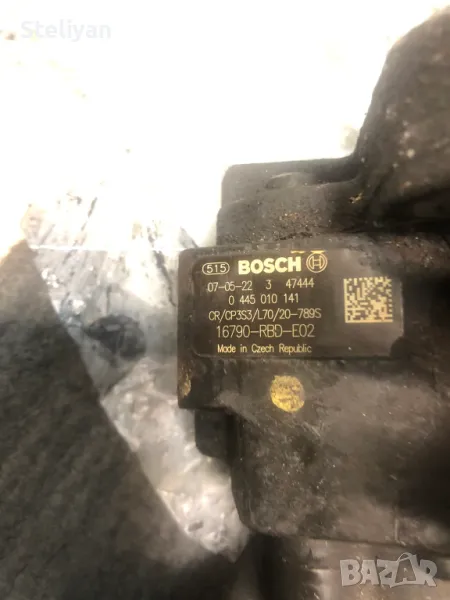 Steliyan
515 BOSCH
07-05-22 3 47444
0 445 010 141
CR/CP3S3/L70/20-789S
16790-RBD-E02
Made in Czech Republic
BAZAR